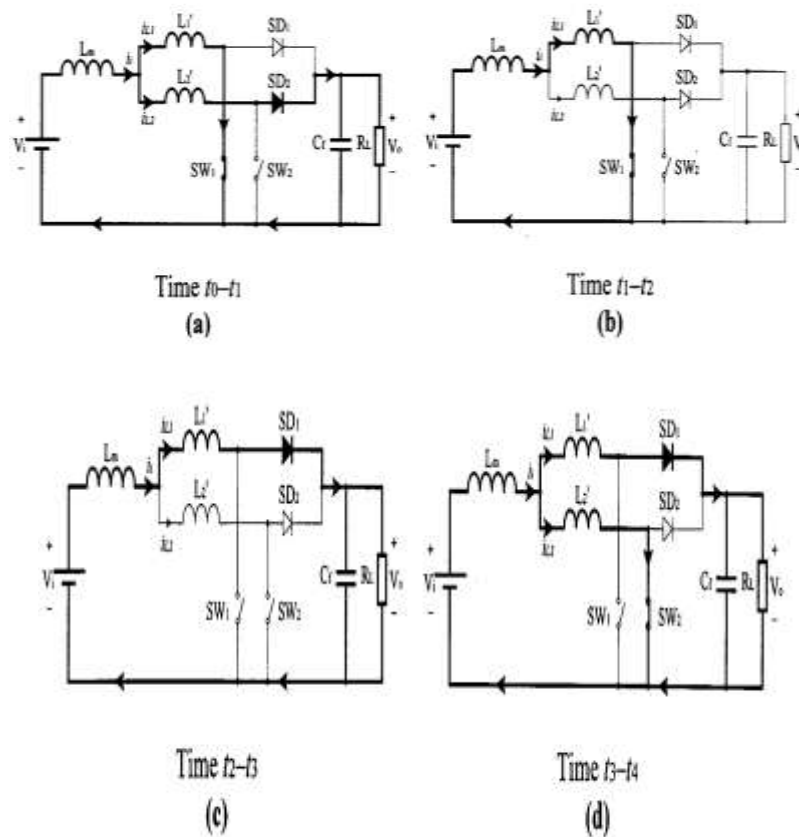 Lm
is
iL1
L1'
SD1
iL2
L2'
SD2
+
Vi
−
SW1
SW2
Cf
RL
+
Vo
−
Time t0–t1
(a)
Lm
is
iL1
L1'
SD1
iL2
L2'
SD2
+
Vi
−
SW1
SW2
Cf
RL
+
−
Time t1–t2
(b)
Lm
iL1
L1'
SD1
L2'
SD2
+
Vi
−
SW1
SW2
Cf
RL
+
Vo
−
Time t2–t3
(c)
Lm
iL1
L1'
SD1
L2'
SD2
+
Vi
−
SW1
SW2
Cf
RL
+
Vo
−
Time t3–t4
(d)